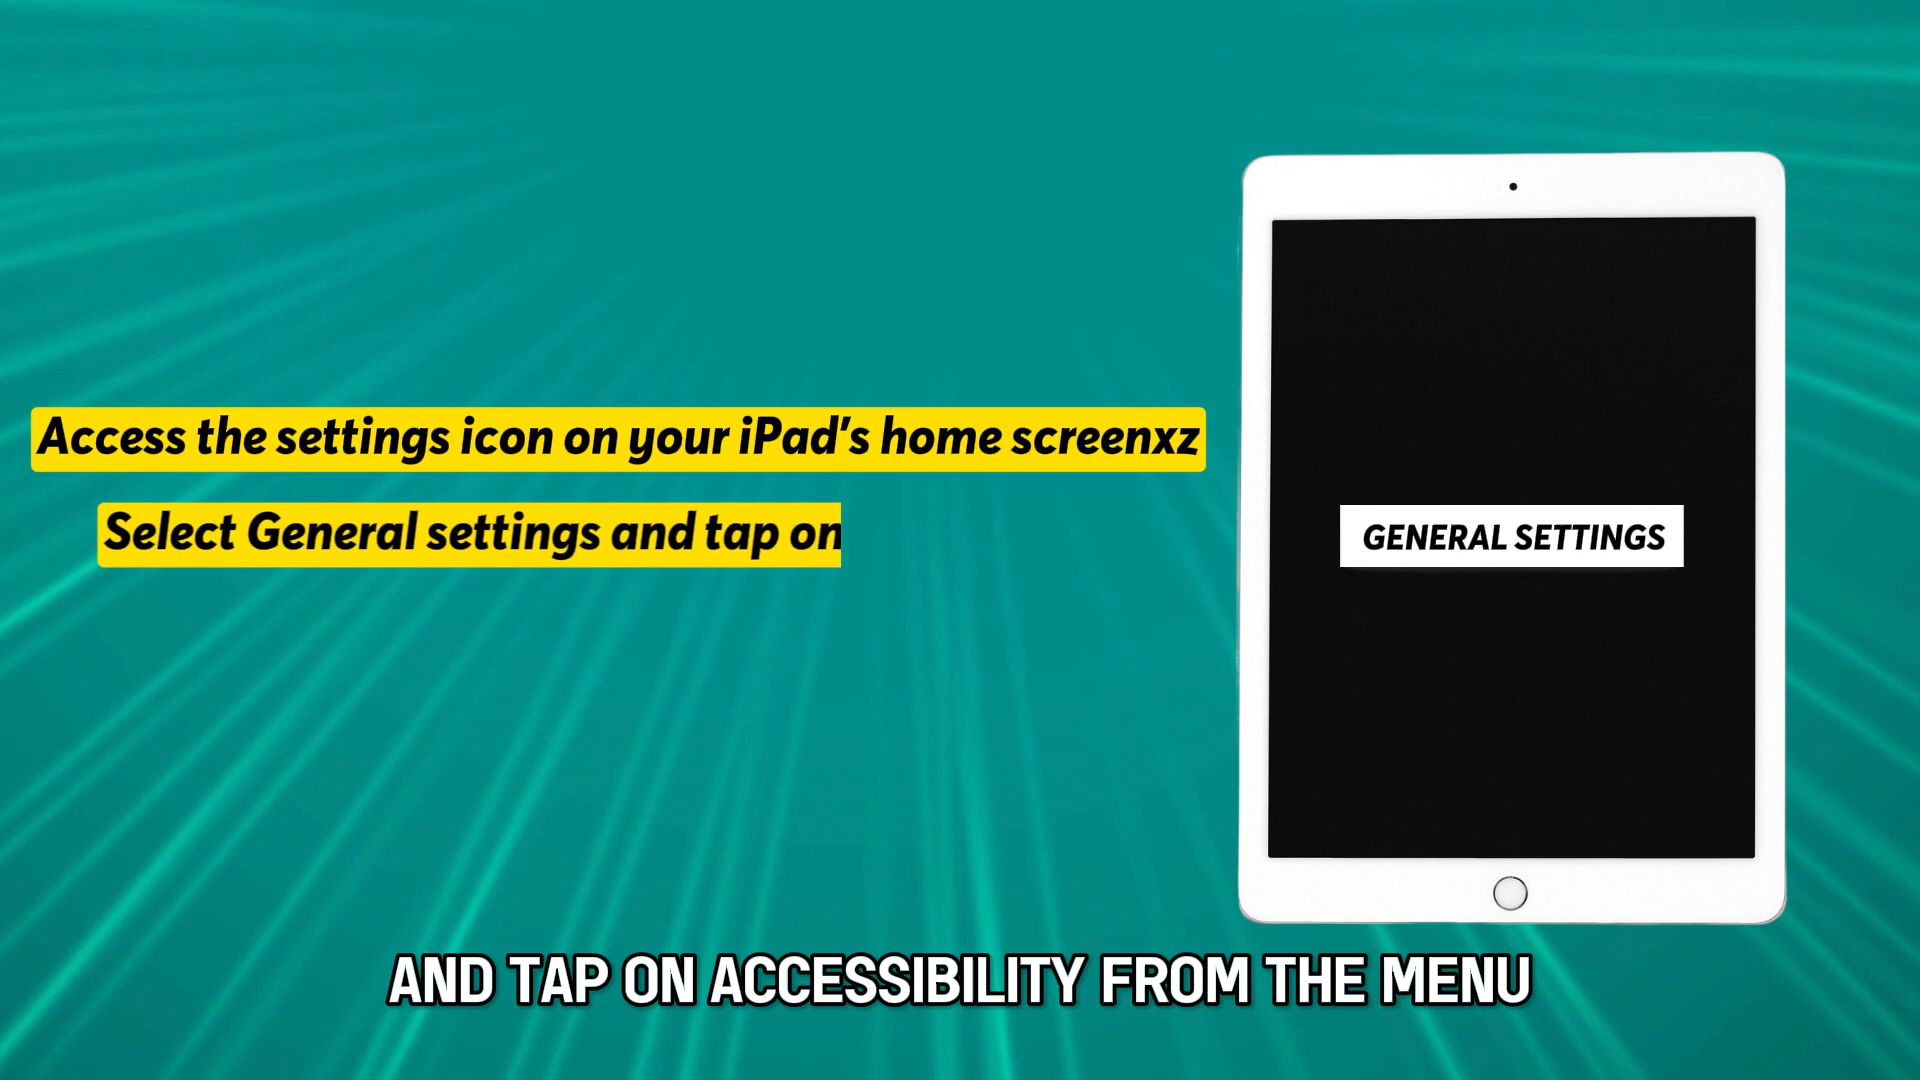 Access the settings icon on your iPad's home screenxz
Select General settings and tap on
GENERAL SETTINGS
AND TAP ON ACCESSIBILITY FROM THE MENU